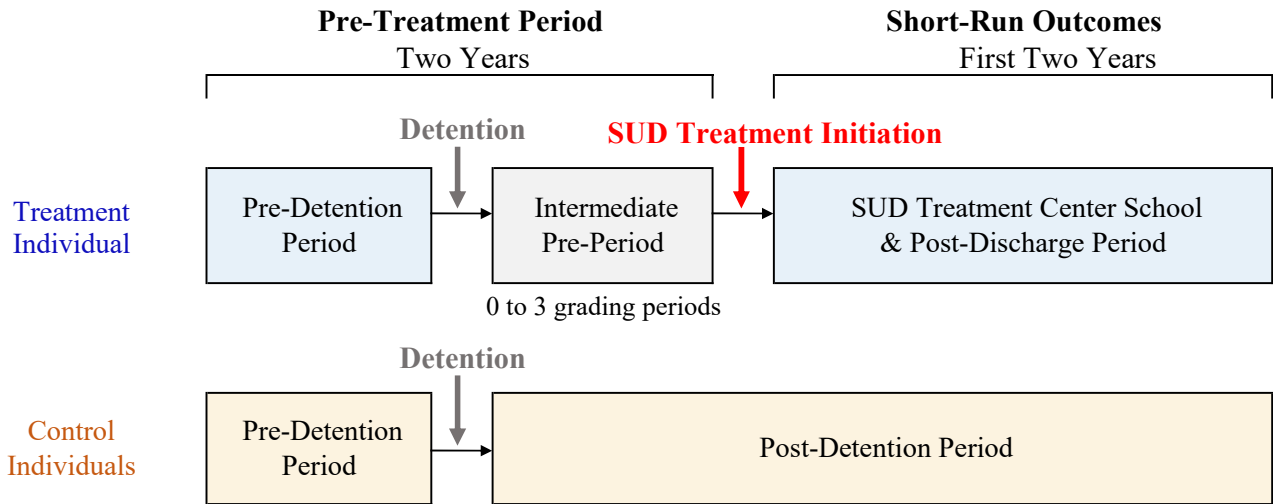 Pre-Treatment Period
Two Years
Short-Run Outcomes
First Two Years
Detention
SUD Treatment Initiation
Treatment
Individual
Pre-Detention
Period
Intermediate
Pre-Period
SUD Treatment Center School
& Post-Discharge Period
0 to 3 grading periods
Detention
Control
Individuals
Pre-Detention
Period
Post-Detention Period